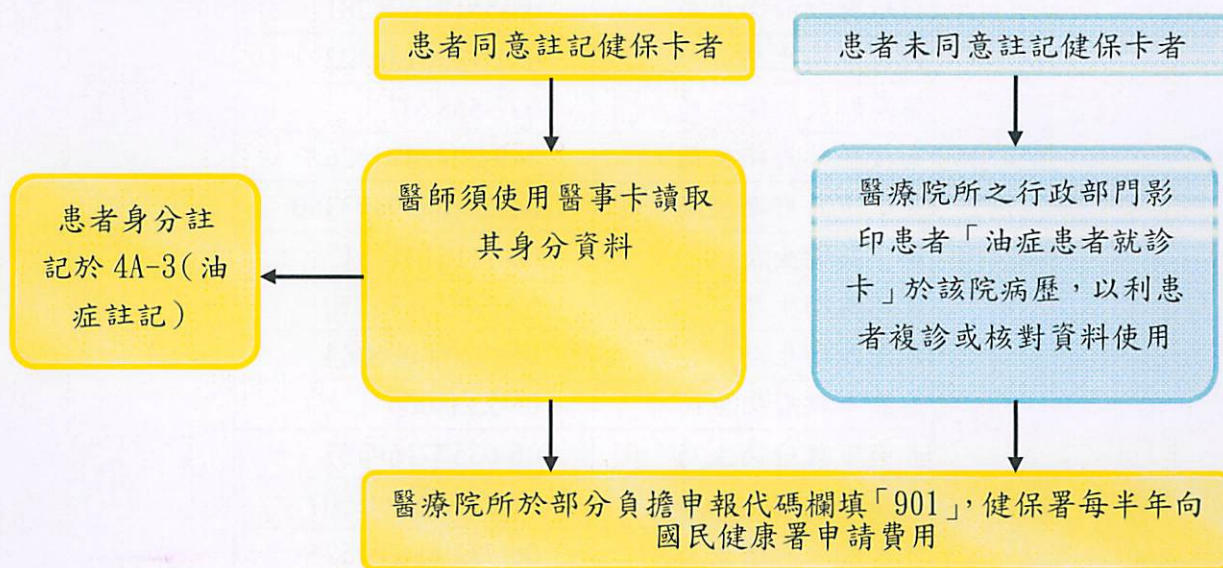 患者同意註記健保卡者
患者未同意註記健保卡者
患者身分註
記於 4A-3(油
症註記)
醫師須使用醫事卡讀取
其身分資料
醫療院所之行政部門影
印患者「油症患者就診
卡」於該院病歷，以利患
者複診或核對資料使用
醫療院所於部分負擔申報代碼欄填「901」，健保署每半年向
國民健康署申請費用